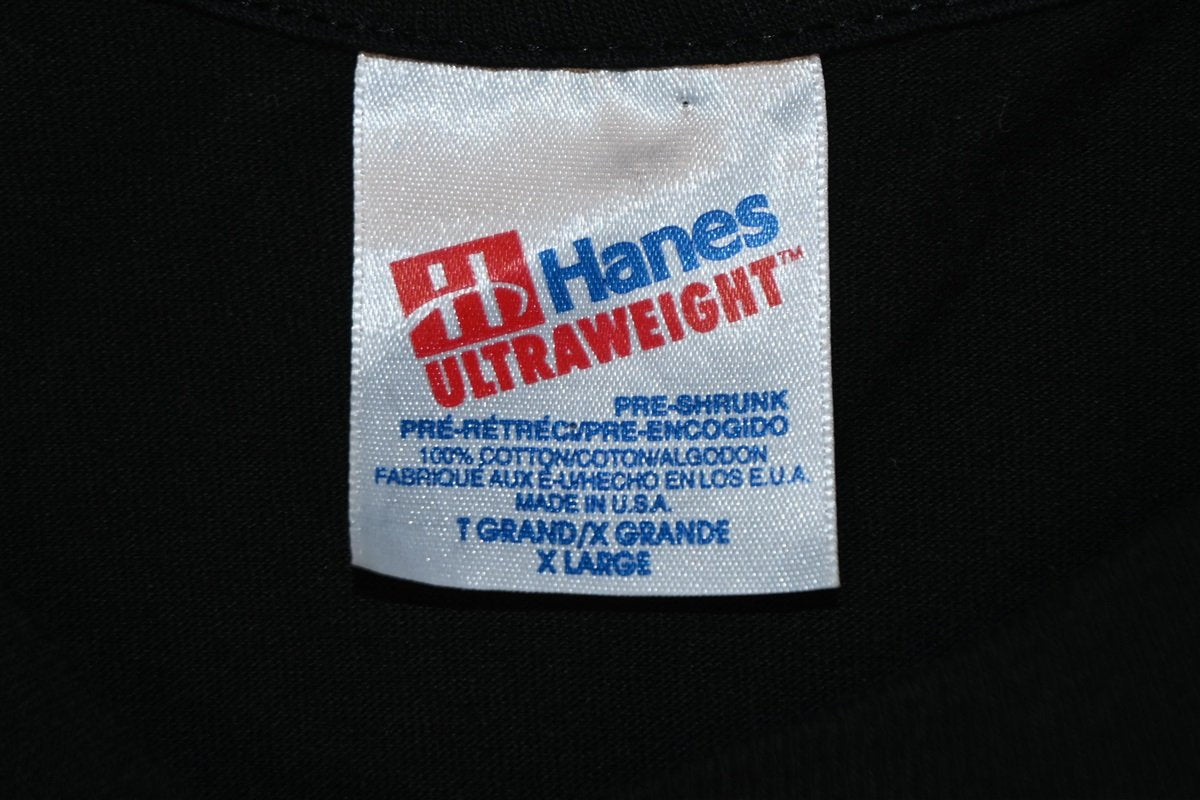 Hanes
ULTRAWEIGHT™
PRE-SHRUNK
PRÉ-RÉTRÉCI/PRE-ENCOGIDO
100% COTTON/COTON/ALGODON
FABRIQUÉ AUX É-U/HECHO EN LOS E.U.A.
MADE IN U.S.A.
T GRAND/X GRANDE
X LARGE